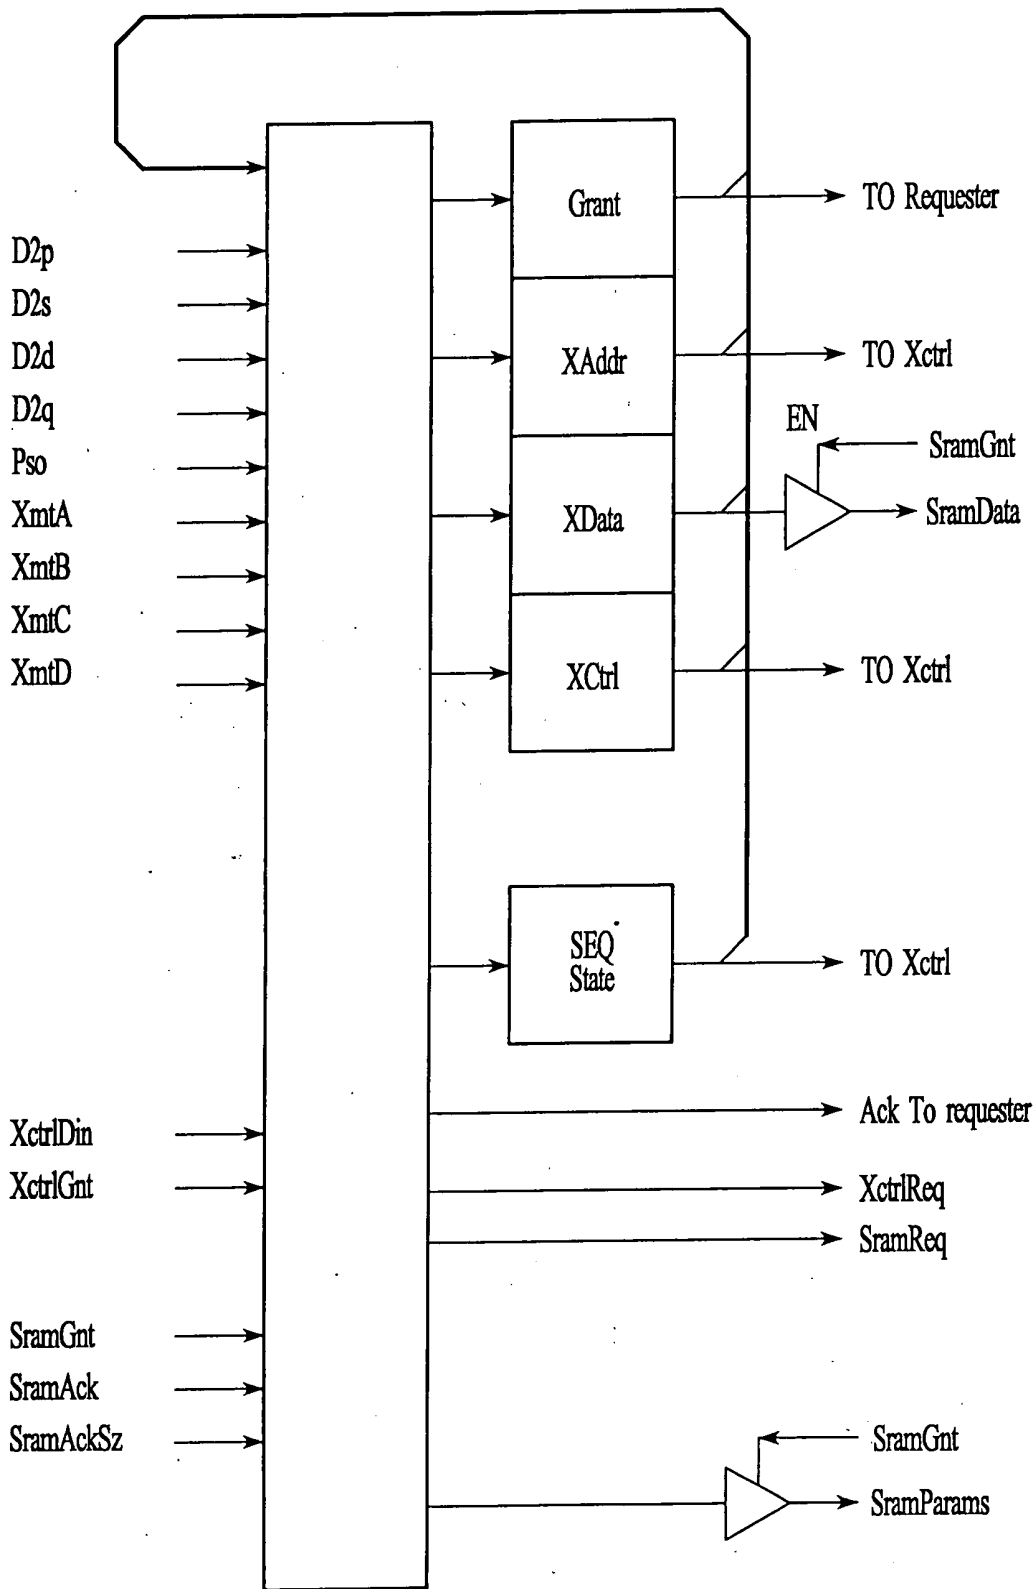 Grant
TO Requester
D2p
D2s
D2d
XAddr
TO Xctrl
D2q
EN
SramGnt
Pso
XmtA
XData
SramData
XmtB
XmtC
XmtD
XCtrl
TO Xctrl
SEQ
State
TO Xctrl
Ack To requester
XctrlDin
XctrlGnt
XctrlReq
SramReq
SramGnt
SramAck
SramAckSz
SramGnt
SramParams